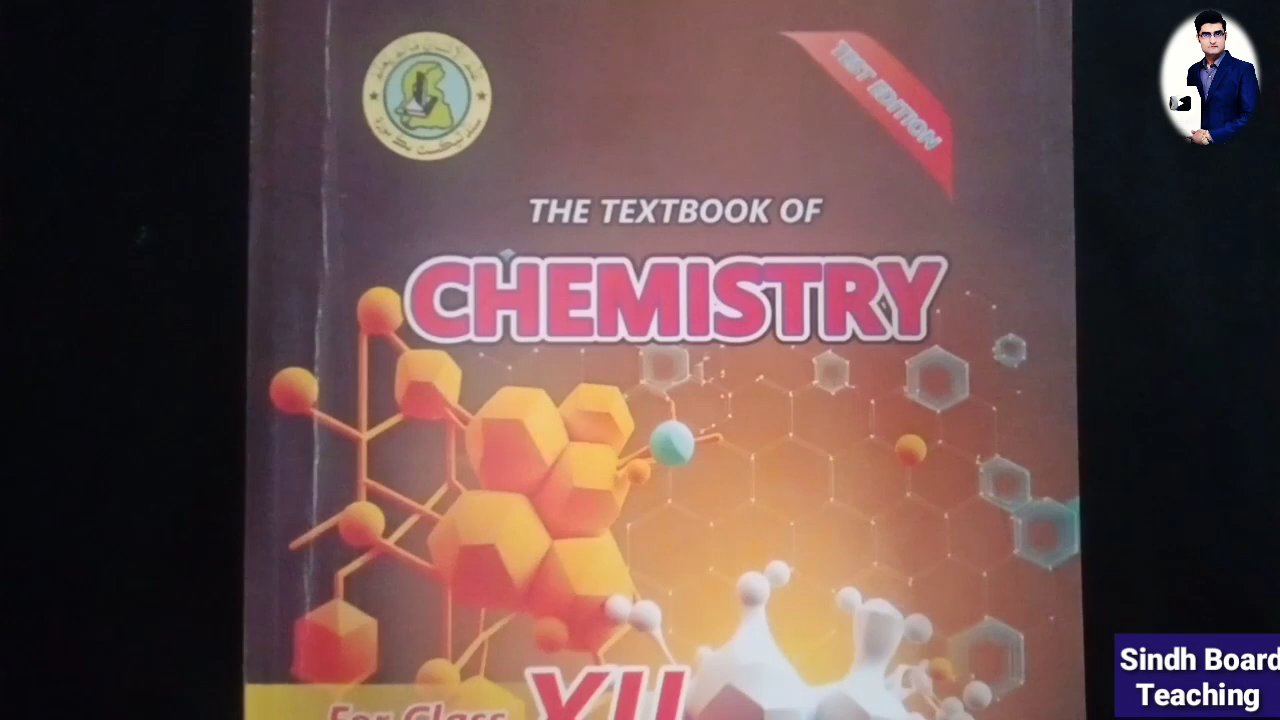 TEST EDITION
THE TEXTBOOK OF
CHEMISTRY
For Class XII
Sindh Board
Teaching